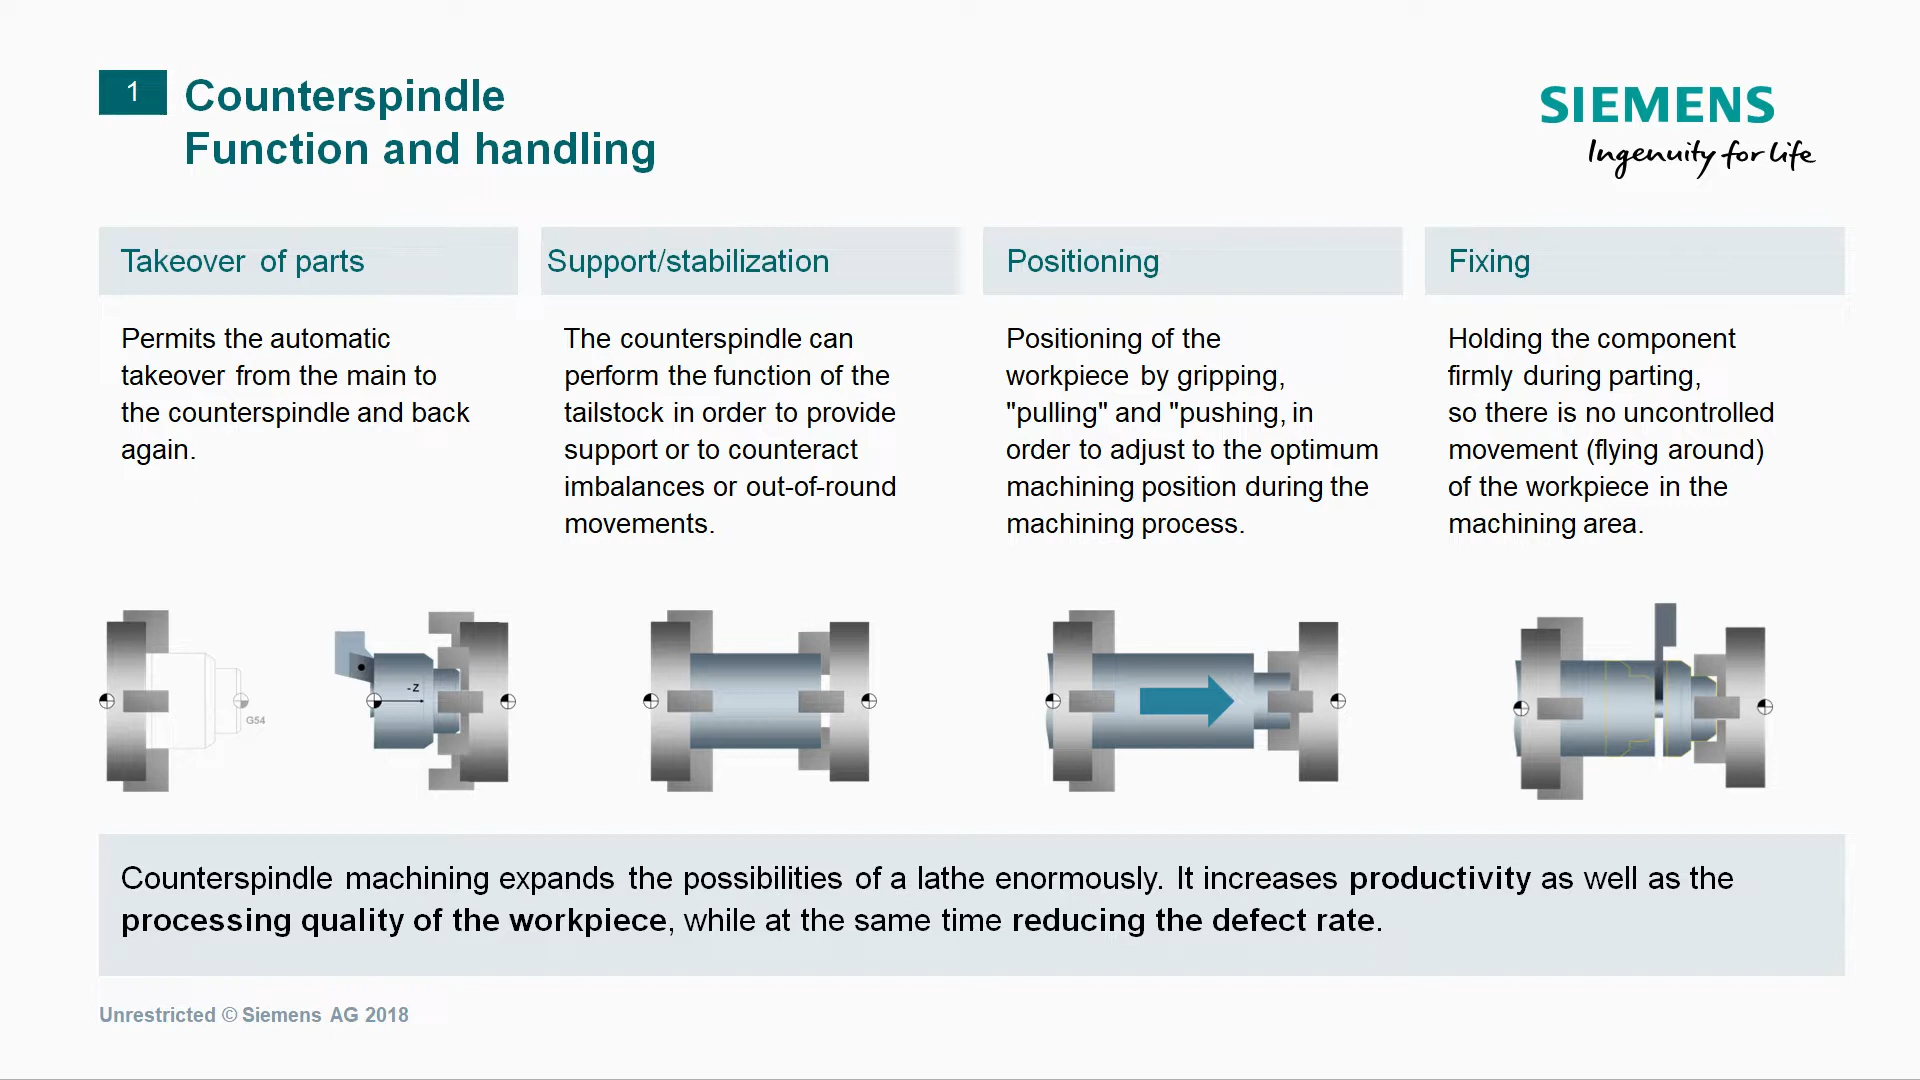 1
Counterspindle
Function and handling
SIEMENS
Ingenuity for life
Takeover of parts
Permits the automatic
takeover from the main to
the counterspindle and back
again.
Support/stabilization
The counterspindle can
perform the function of the
tailstock in order to provide
support or to counteract
imbalances or out-of-round
movements.
Positioning
Positioning of the
workpiece by gripping,
"pulling" and "pushing, in
order to adjust to the optimum
machining position during the
machining process.
Fixing
Holding the component
firmly during parting,
so there is no uncontrolled
movement (flying around)
of the workpiece in the
machining area.
-Z
G54
Counterspindle machining expands the possibilities of a lathe enormously. It increases productivity as well as the
processing quality of the workpiece, while at the same time reducing the defect rate.
Unrestricted © Siemens AG 2018